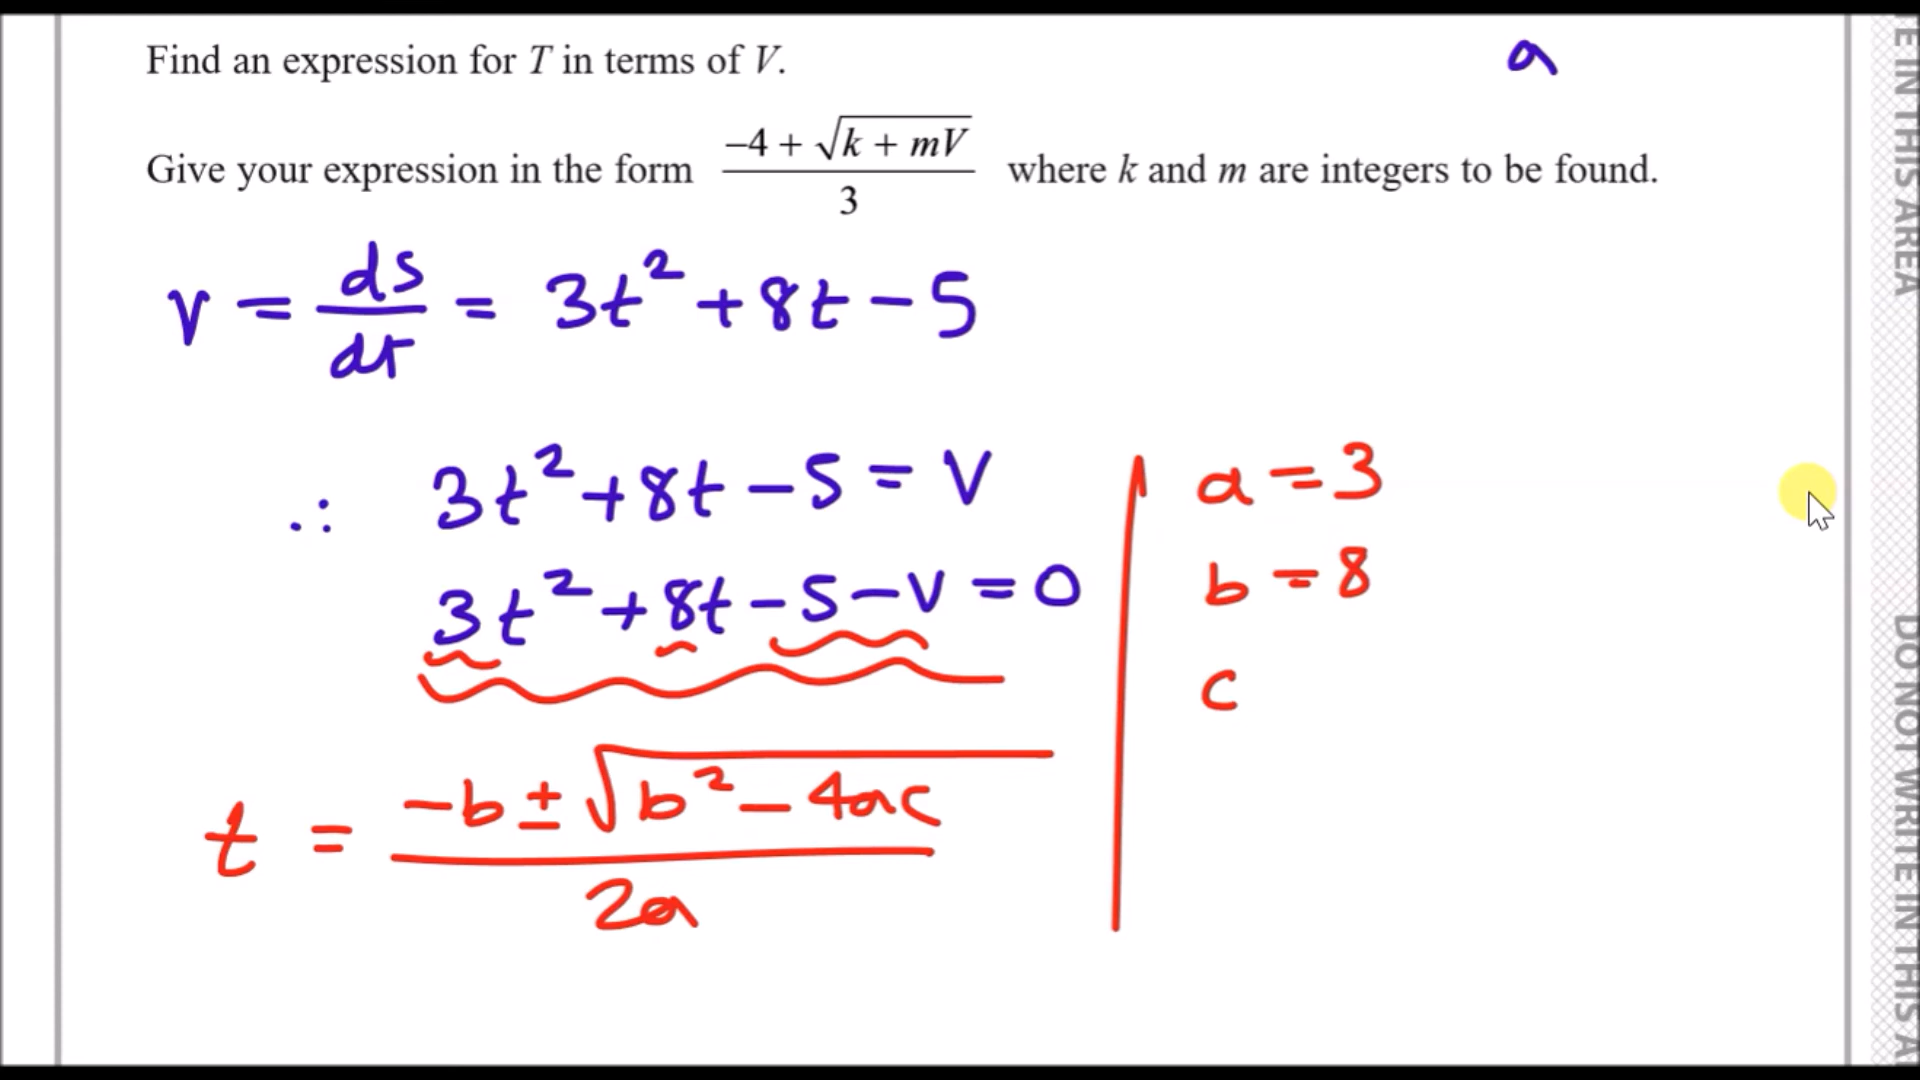 Find an expression for T in terms of V.
a
Give your expression in the form (−4 + √(k + mV))/3 where k and m are integers to be found.
v = ds/dt = 3t² + 8t − 5
∴ 3t² + 8t − 5 = V
3t² + 8t − 5 − V = 0
t = (−b ± √(b² − 4ac))/2a
a = 3
b = 8
c
E IN THIS AREA
DO NOT WRITE IN THIS A